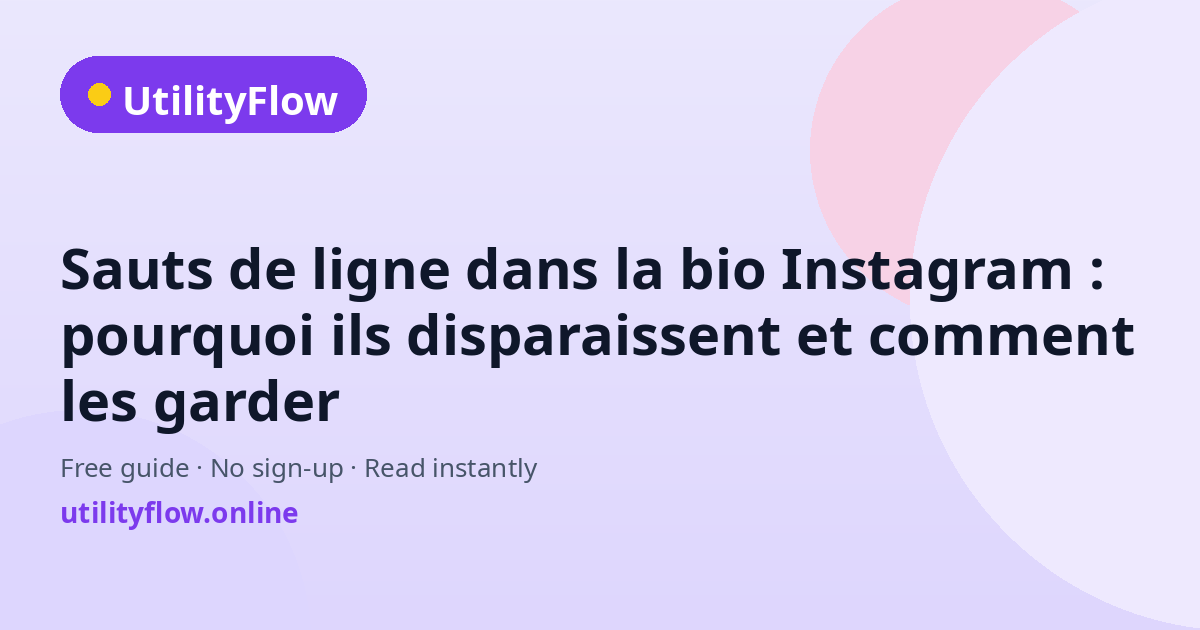 UtilityFlow
Sauts de ligne dans la bio Instagram :
pourquoi ils disparaissent et comment
les garder
Free guide · No sign-up · Read instantly
utilityflow.online